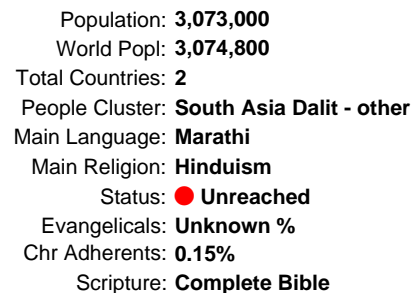 Population: 3,073,000
World Popl: 3,074,800
Total Countries: 2
People Cluster: South Asia Dalit - other
Main Language: Marathi
Main Religion: Hinduism
Status: Unreached
Evangelicals: Unknown %
Chr Adherents: 0.15%
Scripture: Complete Bible